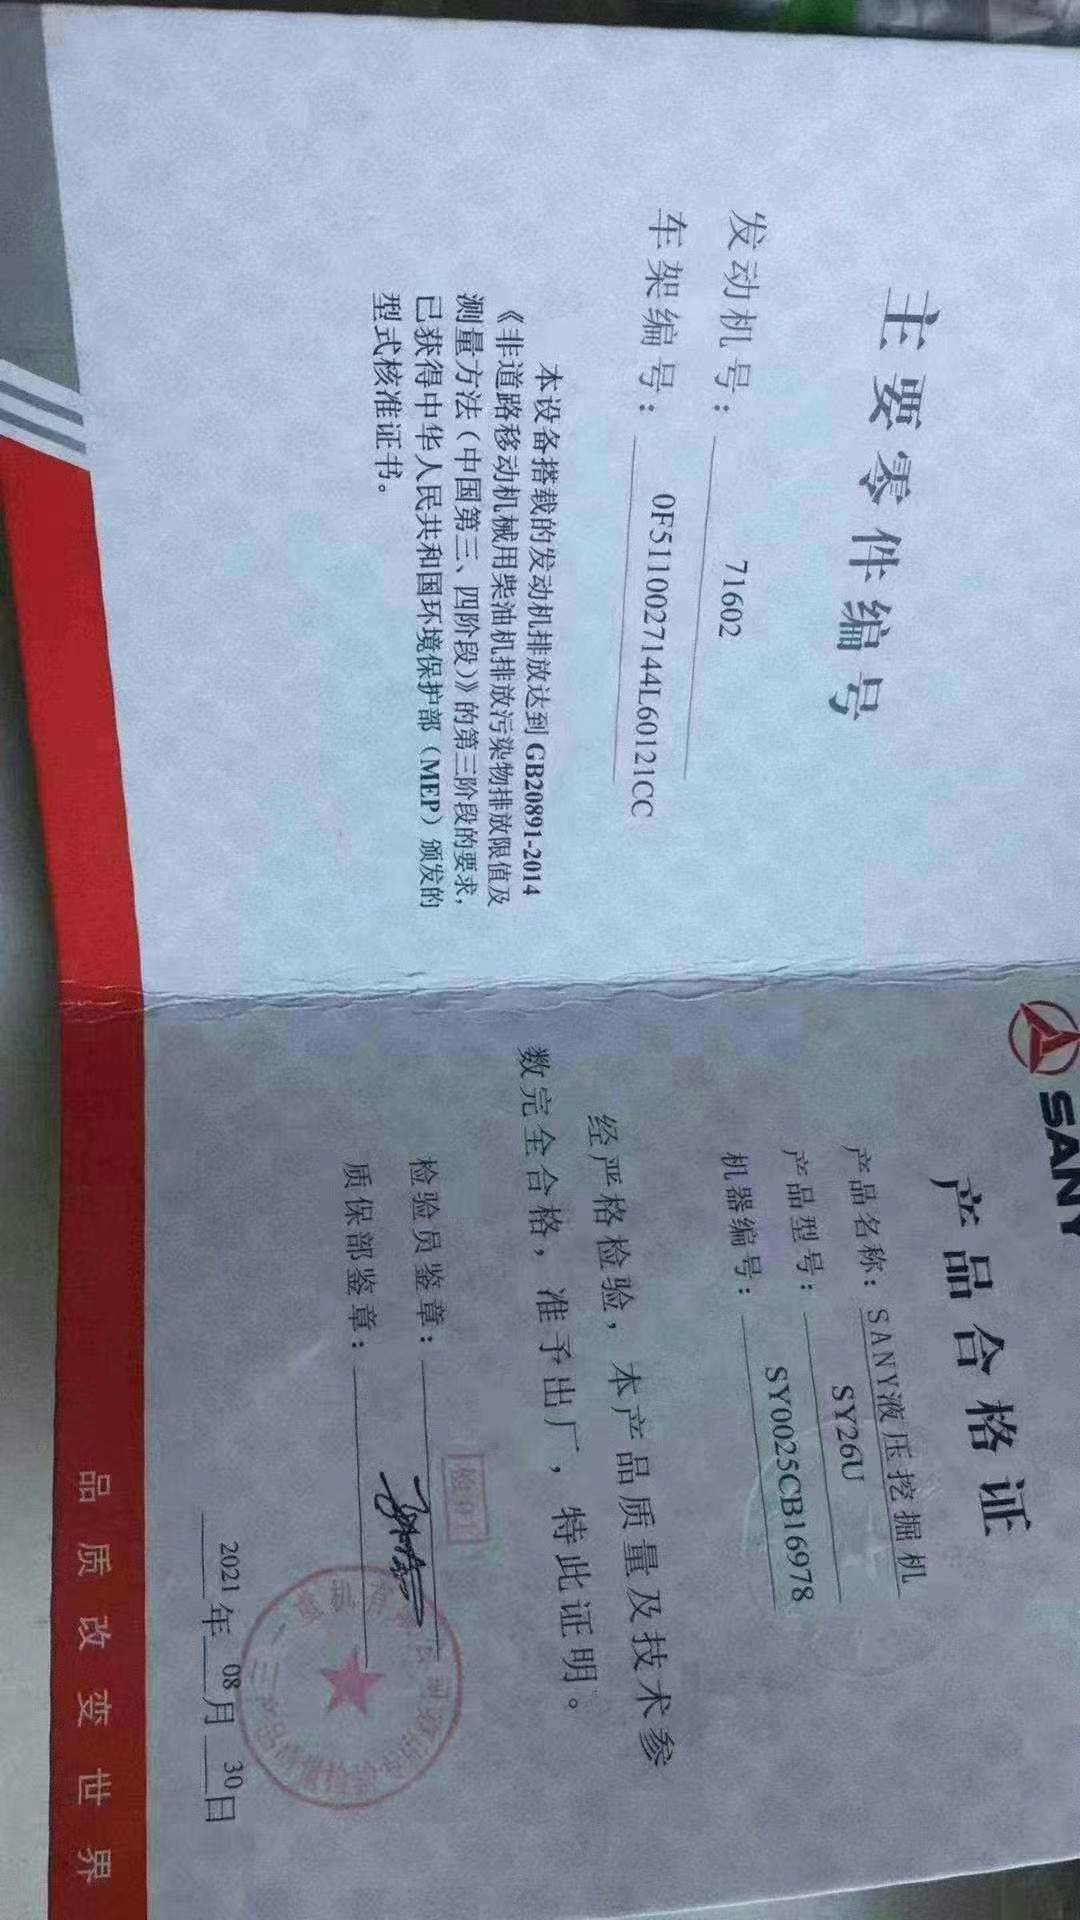 主要零件编号
发动机号：71602
车架编号：0F5110027144L60121CC
本设备搭载的发动机排放达到GB20891-2014
《非道路移动机械用柴油机排放污染物排放限值及
测量方法（中国第三、四阶段）》的第三阶段的要求，
已获得中华人民共和国环境保护部（MEP）颁发的
型式核准证书。
SANY
产品合格证
产品名称：SANY液压挖掘机
产品型号：SY26U
机器编号：SY0025CB16978
经严格检验，本产品质量及技术参
数完全合格，准予出厂，特此证明。
检验员鉴章：
检01
质保部鉴章：
2021年08月30日
品质改变世界